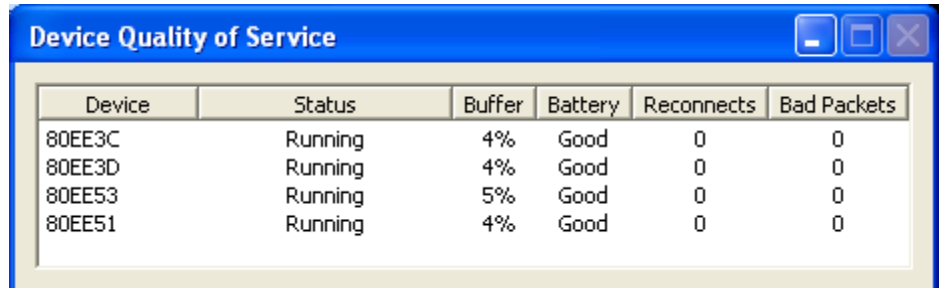 Device Quality of Service
Device Status Buffer Battery Reconnects Bad Packets
80EE3C Running 4% Good 0 0
80EE3D Running 4% Good 0 0
80EE53 Running 5% Good 0 0
80EE51 Running 4% Good 0 0